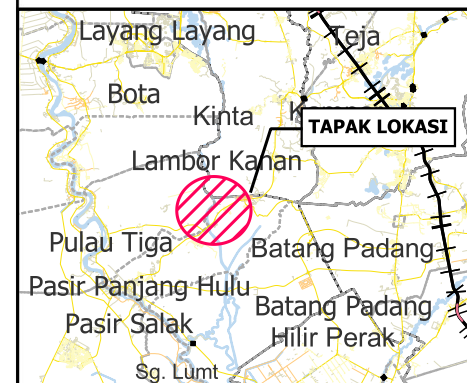 Layang Layang
Teja
Bota
Kinta
TAPAK LOKASI
Lambor Kanan
Pulau Tiga
Batang Padang
Pasir Panjang Hulu
Batang Padang
Pasir Salak
Hilir Perak
Sg. Lumt